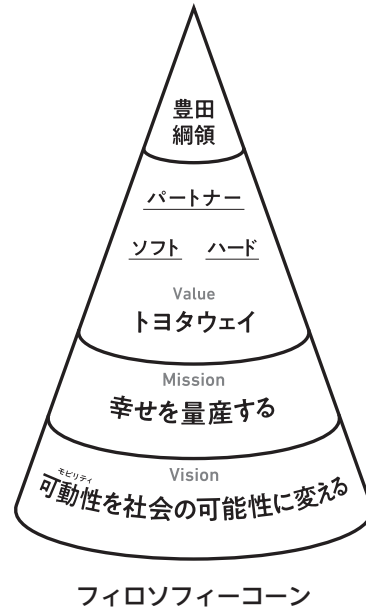 豊田
綱領
パートナー
ソフト ハード
Value
トヨタウェイ
Mission
幸せを量産する
Vision
モビリティ
可動性を社会の可能性に変える
フィロソフィーコーン